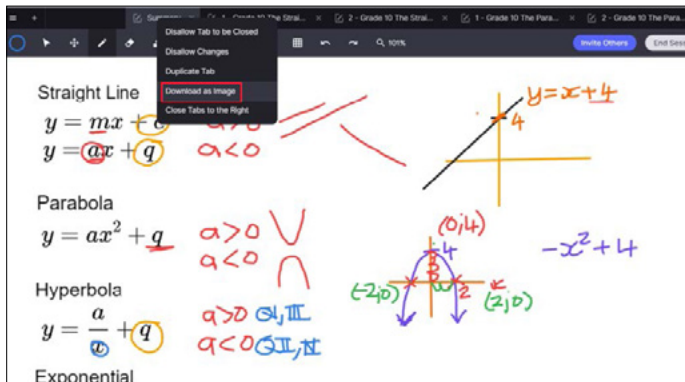 Summary × 1 - Grade 10 The Strai... × 2 - Grade 10 The Strai... × 1 - Grade 10 The Para... × 2 - Grade 10 The Para...
101% Invite Others End Sess
Disallow Tab to be Closed
Disallow Changes
Duplicate Tab
Download as Image
Close Tabs to the Right
Straight Line
y = mx + c a>0
y = ax + q a<0
y=x+4
4
Parabola
y = ax² + q a>0
a<0
(0;4)
4
-x²+4
(-2;0) 2 (2;0)
Hyperbola
y = a/x + q a>0 QI,III
a<0 QII,IV
Exponential